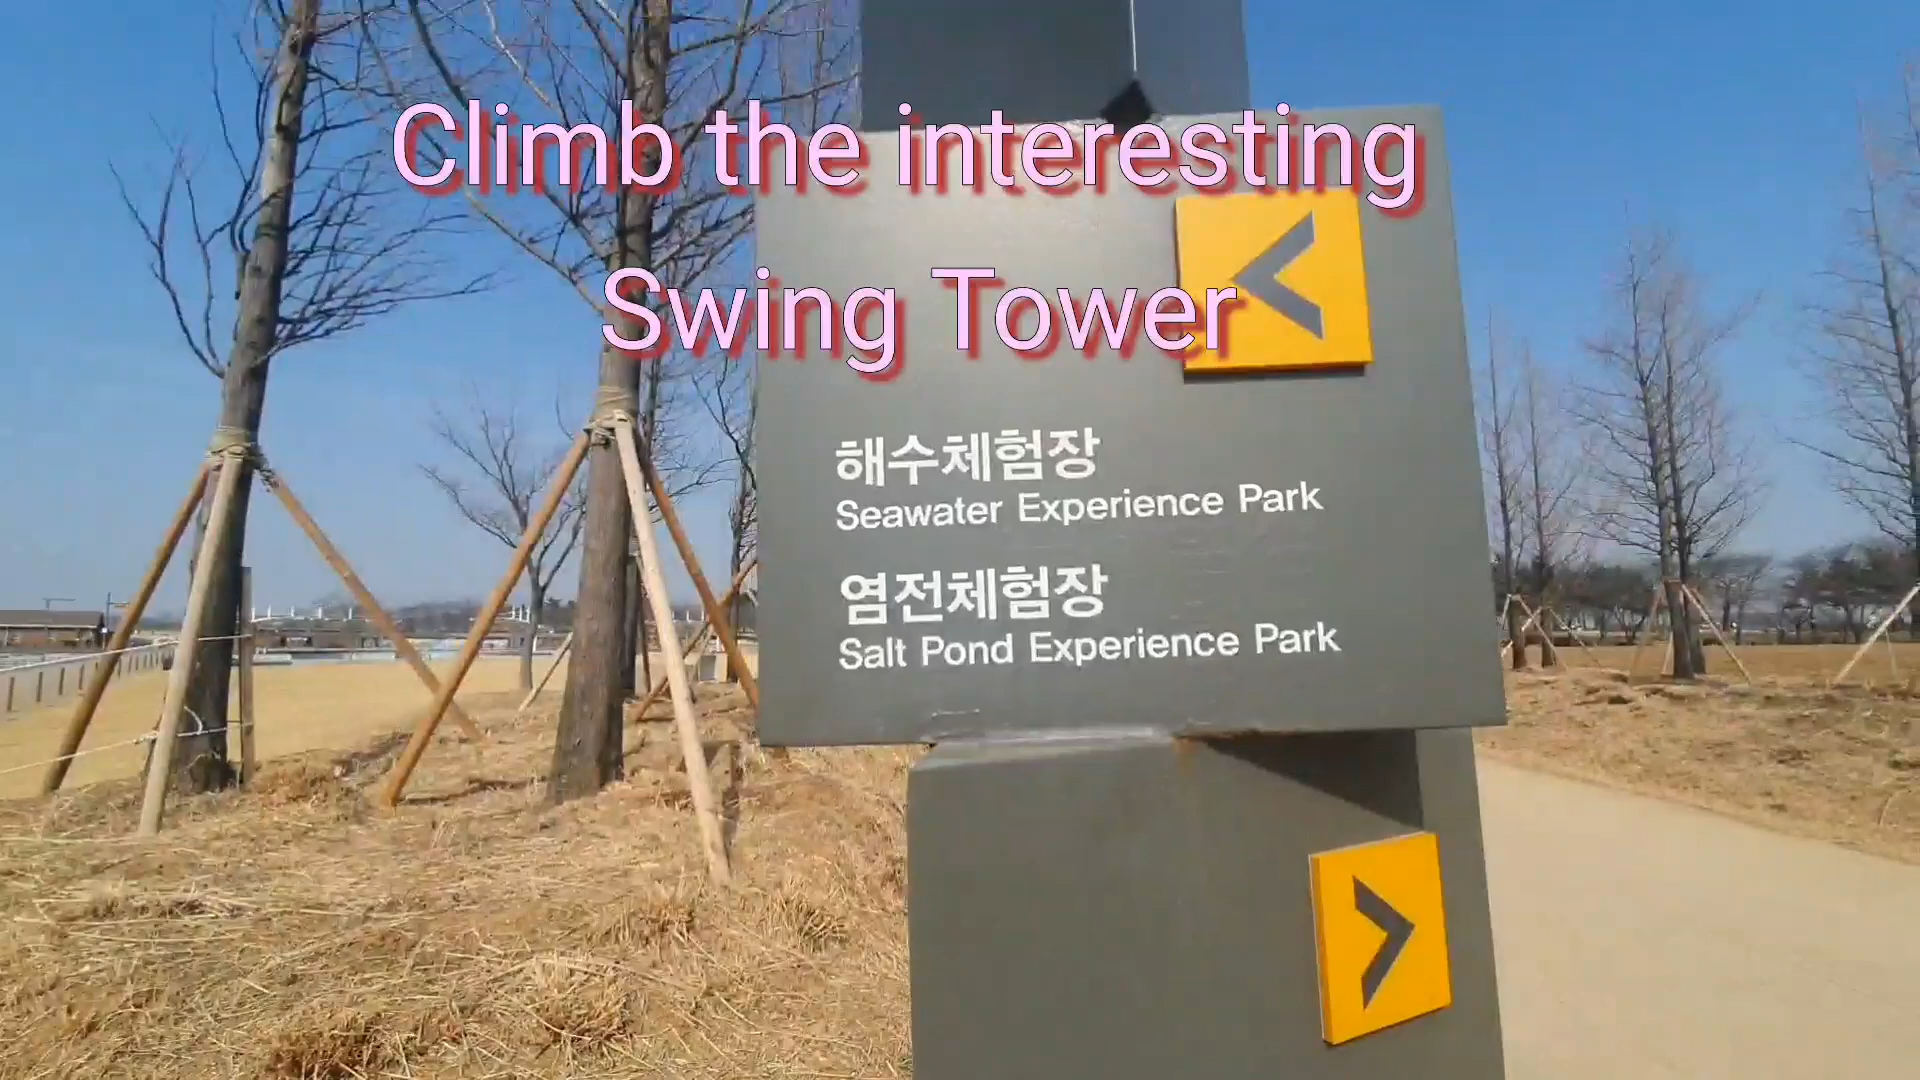 Climb the interesting
Swing Tower
해수체험장
Seawater Experience Park
염전체험장
Salt Pond Experience Park